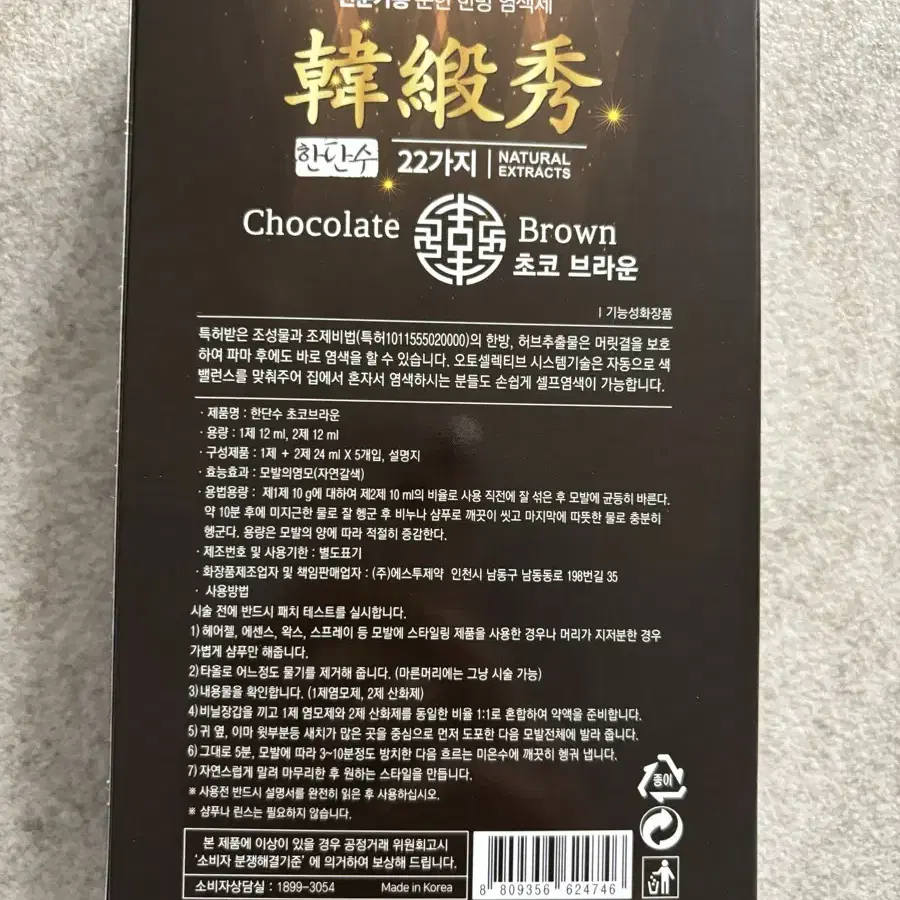 한방 염색제
韓緞秀
한단수 22가지 | NATURAL EXTRACTS
Chocolate Brown
초코 브라운
| 기능성화장품
특허받은 조성물과 조제비법(특허1011555020000)의 한방, 허브추출물은 머릿결을 보호
하여 파마 후에도 바로 염색을 할 수 있습니다. 오토셀렉티브 시스템기술은 자동으로 색
밸런스를 맞춰주어 집에서 혼자서 염색하시는 분들도 손쉽게 셀프염색이 가능합니다.
· 제품명 : 한단수 초코브라운
· 용량 : 1제 12 ml, 2제 12 ml
· 구성제품 : 1제 + 2제 24 ml X 5개입, 설명지
· 효능효과 : 모발의염모(자연갈색)
· 용법용량 : 제1제 10 g에 대하여 제2제 10 ml의 비율로 사용 직전에 잘 섞은 후 모발에 균등히 바른다.
약 10분 후에 미지근한 물로 잘 헹군 후 비누나 샴푸로 깨끗이 씻고 마지막에 따뜻한 물로 충분히
헹군다. 용량은 모발의 양에 따라 적절히 증감한다.
· 제조번호 및 사용기한 : 별도표기
· 화장품제조업자 및 책임판매업자 : (주)에스투제약 인천시 남동구 남동동로 198번길 35
· 사용방법
시술 전에 반드시 패치 테스트를 실시합니다.
1) 헤어젤, 에센스, 왁스, 스프레이 등 모발에 스타일링 제품을 사용한 경우나 머리가 지저분한 경우
가볍게 샴푸만 해줍니다.
2)타올로 어느정도 물기를 제거해 줍니다. (마른머리에는 그냥 시술 가능)
3)내용물을 확인합니다. (1제염모제, 2제 산화제)
4)비닐장갑을 끼고 1제 염모제와 2제 산화제를 동일한 비율 1:1로 혼합하여 약액을 준비합니다.
5) 귀 옆, 이마 윗부분등 새치가 많은 곳을 중심으로 먼저 도포한 다음 모발전체에 발라 줍니다.
6) 그대로 5분, 모발에 따라 3~10분정도 방치한 다음 흐르는 미온수에 깨끗히 헹궈 냅니다.
7) 자연스럽게 말려 마무리한 후 원하는 스타일을 만듭니다.
※ 사용전 반드시 설명서를 완전히 읽은 후 사용하십시오.
※ 샴푸나 린스는 필요하지 않습니다.
종이
본 제품에 이상이 있을 경우 공정거래 위원회고시
'소비자 분쟁해결기준' 에 의거하여 보상해 드립니다.
소비자상담실 : 1899-3054 Made in Korea
8 809356 624746